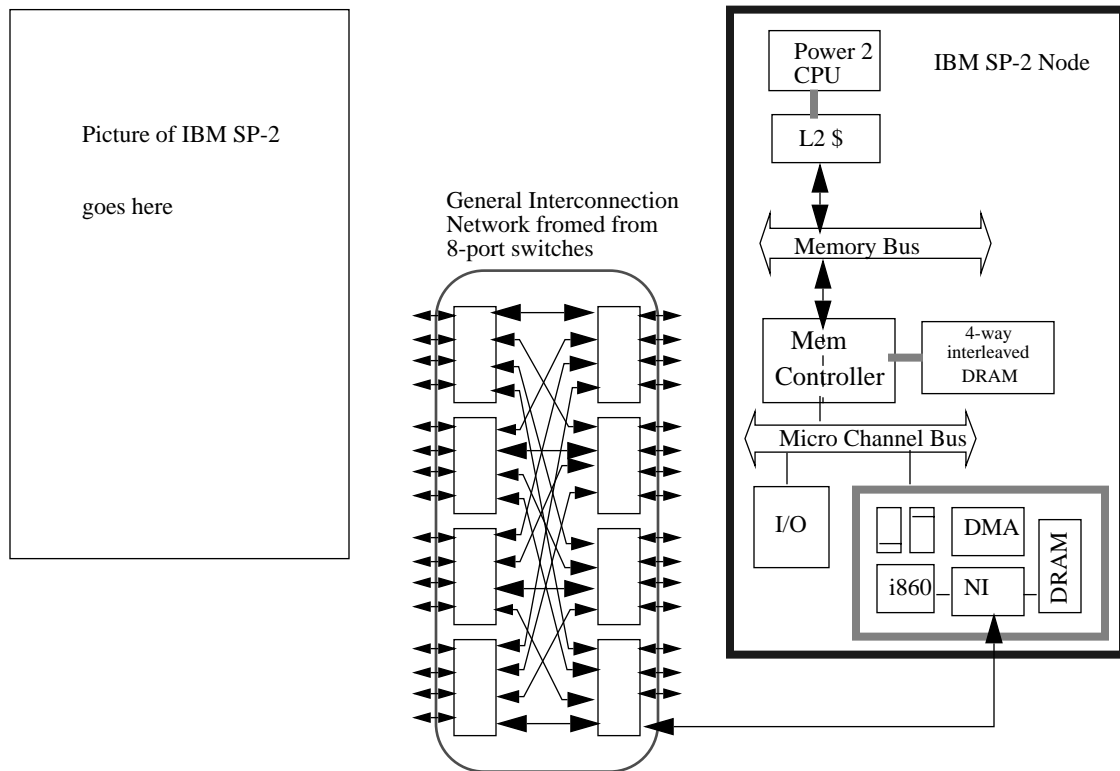 Picture of IBM SP-2
goes here
General Interconnection
Network fromed from
8-port switches
IBM SP-2 Node
Power 2
CPU
L2 $
Memory Bus
Mem
Controller
4-way
interleaved
DRAM
Micro Channel Bus
I/O
DMA
i860
NI
DRAM